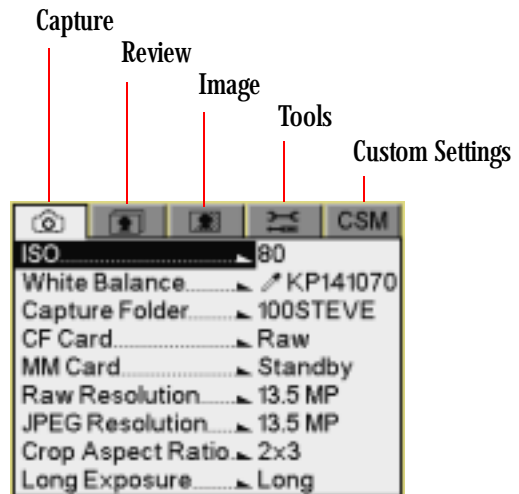 Capture
Review
Image
Tools
Custom Settings
CSM
ISO 80
White Balance KP141070
Capture Folder 100STEVE
CF Card Raw
MM Card Standby
Raw Resolution 13.5 MP
JPEG Resolution 13.5 MP
Crop Aspect Ratio 2x3
Long Exposure Long